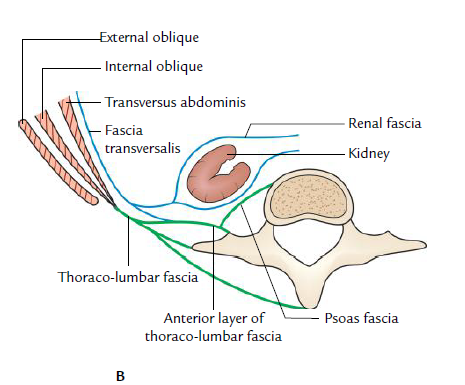 External oblique
Internal oblique
Transversus abdominis
Fascia
transversalis
Renal fascia
Kidney
Thoraco-lumbar fascia
Anterior layer of
thoraco-lumbar fascia
Psoas fascia
B